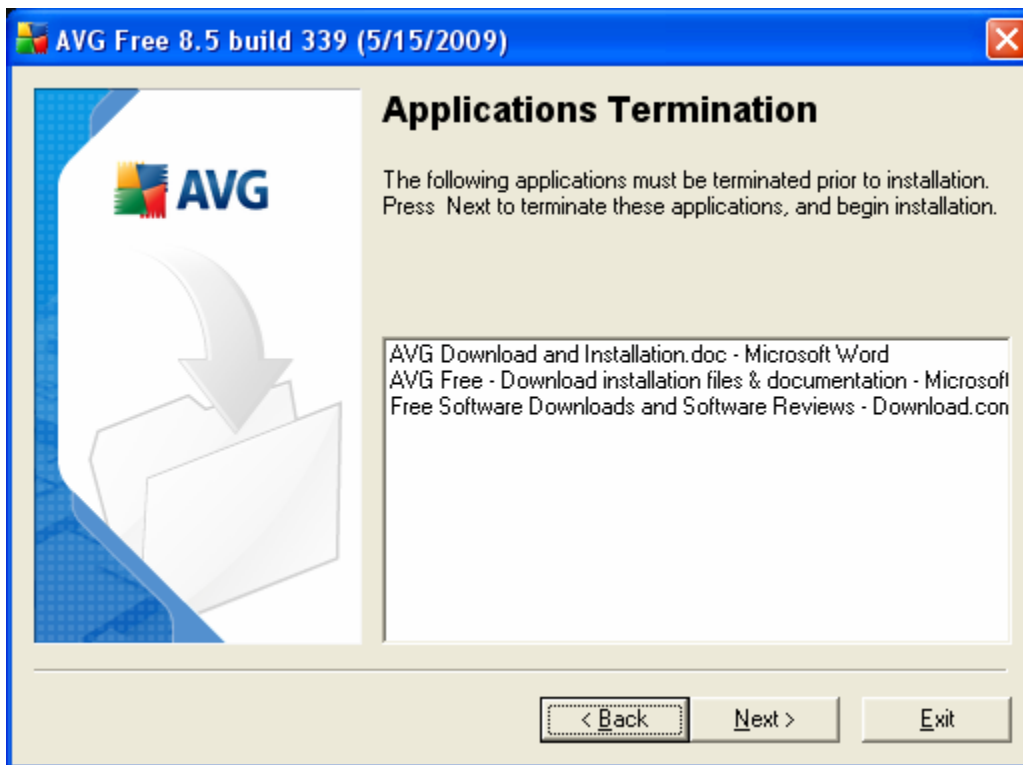 AVG Free 8.5 build 339 (5/15/2009)
AVG
Applications Termination
The following applications must be terminated prior to installation.
Press Next to terminate these applications, and begin installation.
AVG Download and Installation.doc - Microsoft Word
AVG Free - Download installation files & documentation - Microsoft
Free Software Downloads and Software Reviews - Download.com
< Back
Next >
Exit